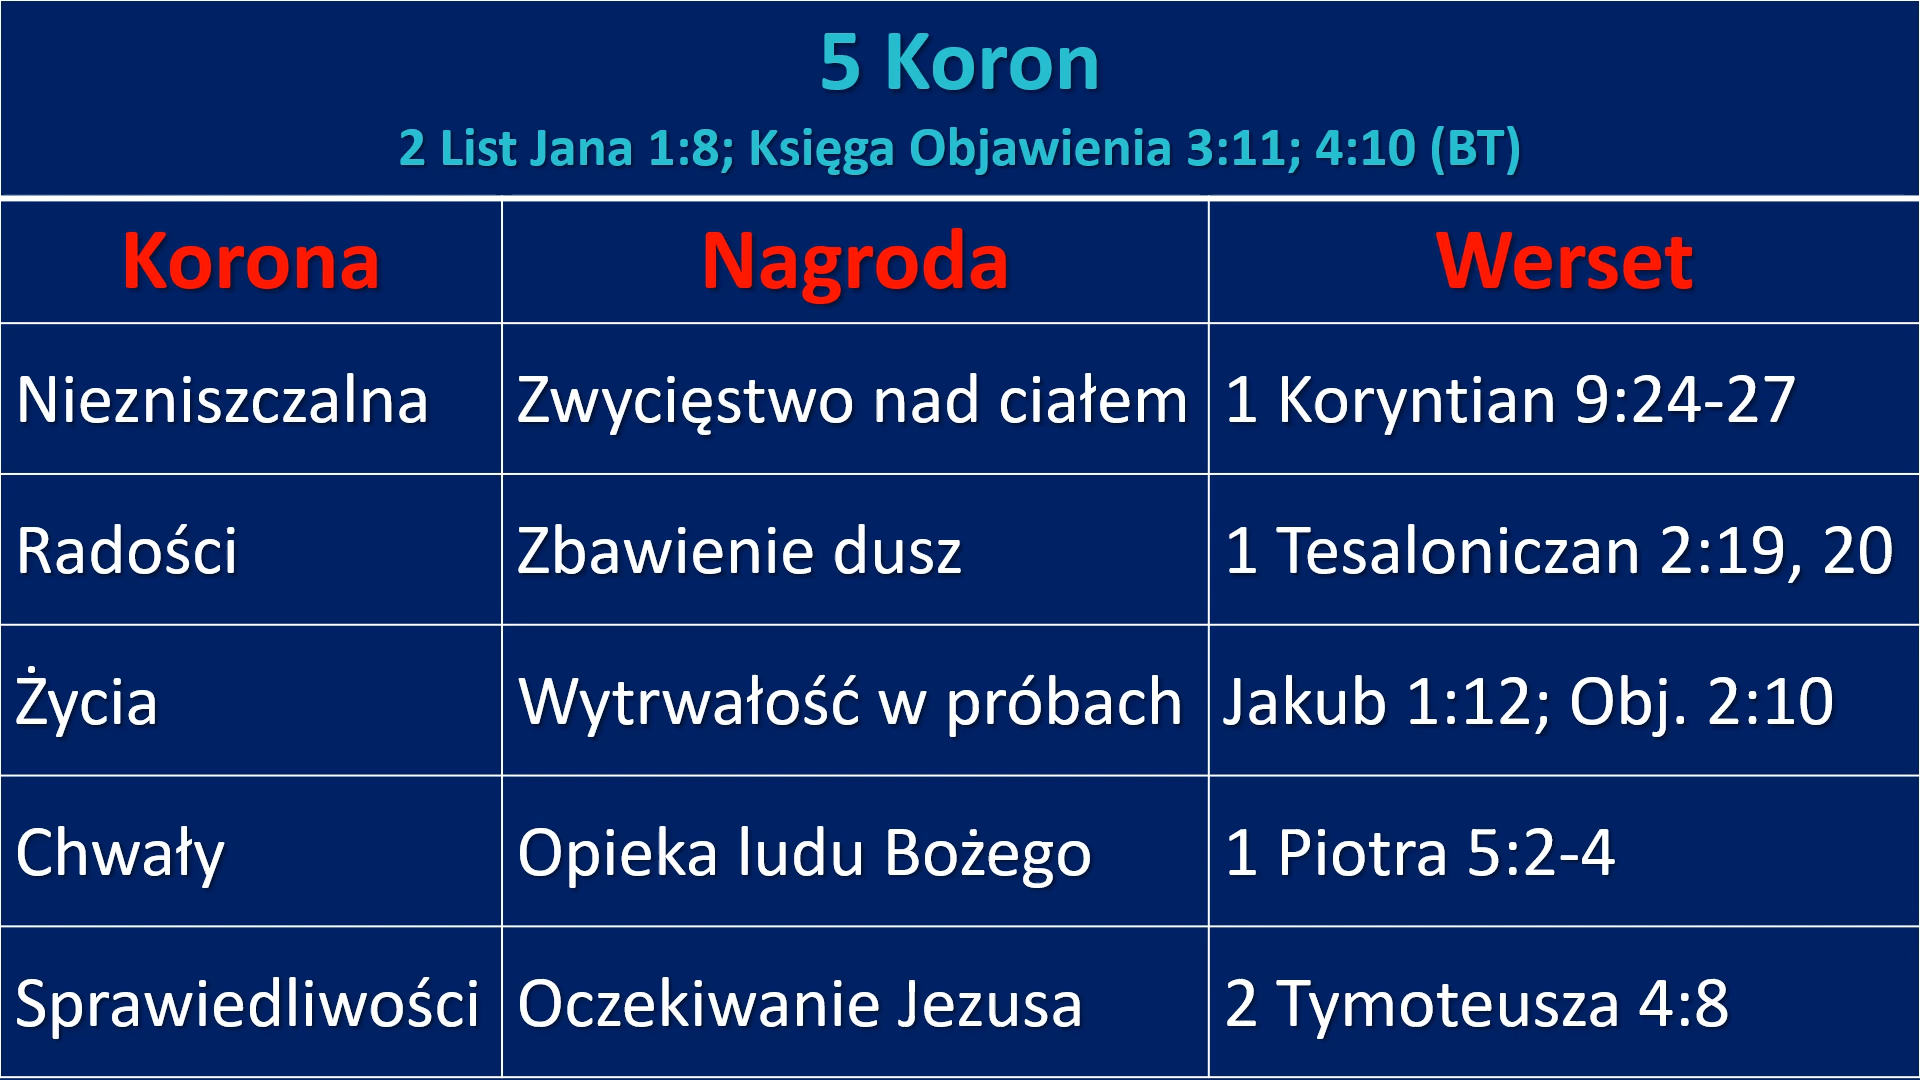 5 Koron
2 List Jana 1:8; Księga Objawienia 3:11; 4:10 (BT)
Korona Nagroda Werset
Niezniszczalna Zwycięstwo nad ciałem 1 Koryntian 9:24-27
Radości Zbawienie dusz 1 Tesaloniczan 2:19, 20
Życia Wytrwałość w próbach Jakub 1:12; Obj. 2:10
Chwały Opieka ludu Bożego 1 Piotra 5:2-4
Sprawiedliwości Oczekiwanie Jezusa 2 Tymoteusza 4:8